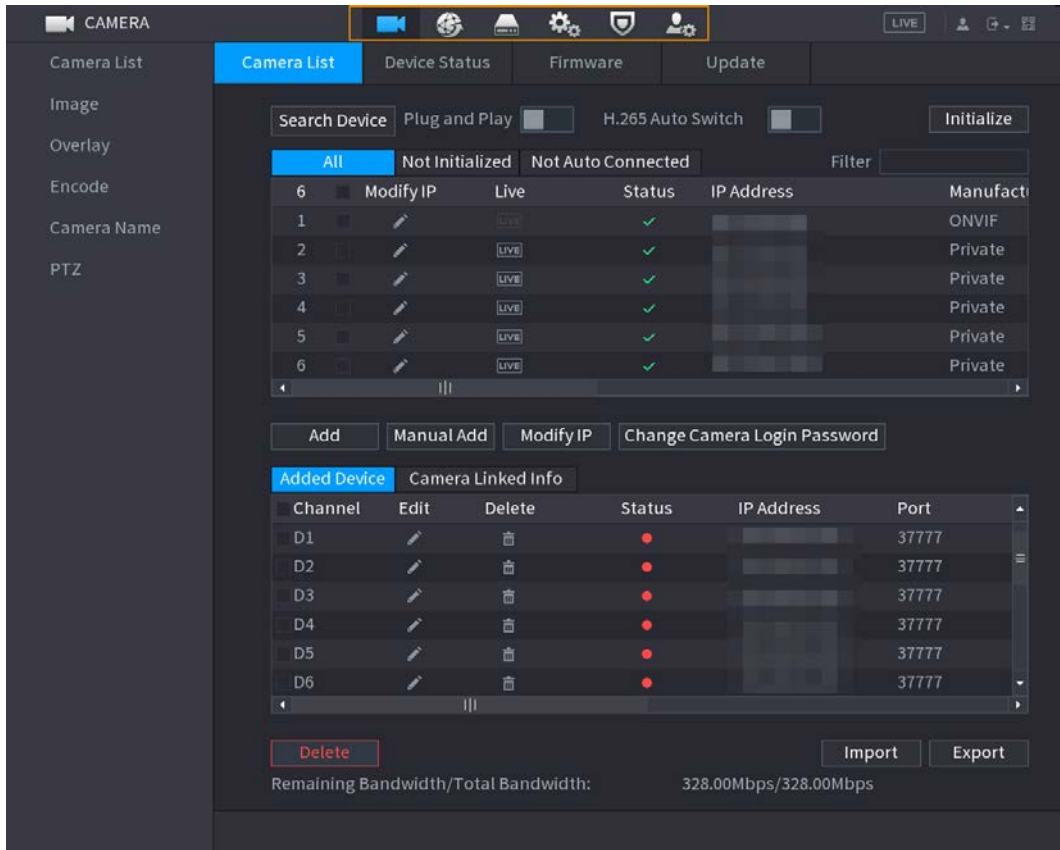 CAMERA LIVE
Camera List
Image
Overlay
Encode
Camera Name
PTZ
Camera List Device Status Firmware Update
Search Device Plug and Play H.265 Auto Switch Initialize
All Not Initialized Not Auto Connected Filter
6 Modify IP Live Status IP Address Manufactu
1 LIVE ONVIF
2 LIVE Private
3 LIVE Private
4 LIVE Private
5 LIVE Private
6 LIVE Private
Add Manual Add Modify IP Change Camera Login Password
Added Device Camera Linked Info
Channel Edit Delete Status IP Address Port
D1 37777
D2 37777
D3 37777
D4 37777
D5 37777
D6 37777
Delete Import Export
Remaining Bandwidth/Total Bandwidth: 328.00Mbps/328.00Mbps